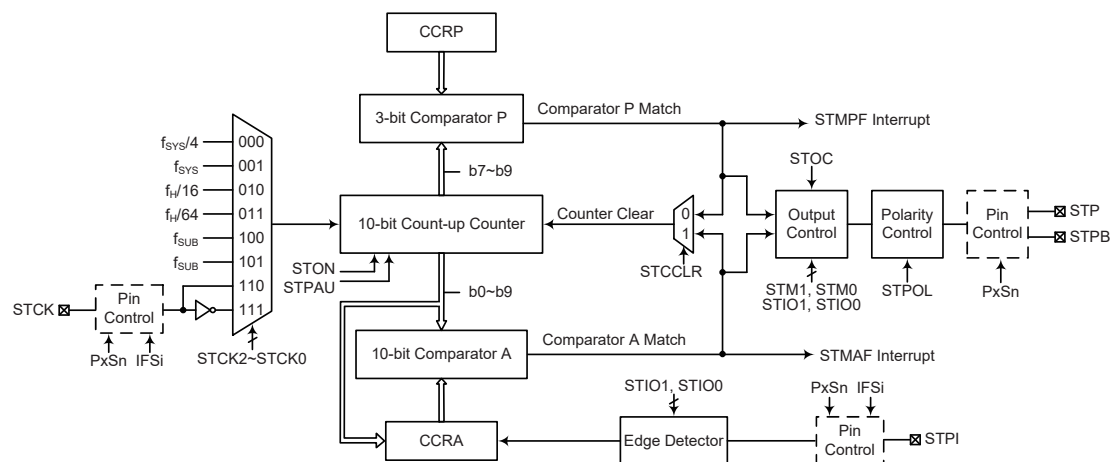 CCRP
3-bit Comparator P
Comparator P Match
STMPF Interrupt
b7~b9
fSYS/4
fSYS
fH/16
fH/64
fSUB
fSUB
000
001
010
011
100
101
110
111
STCK
Pin
Control
PxSn
IFSi
STCK2~STCK0
10-bit Count-up Counter
STON
STPAU
Counter Clear
0
1
STCCLR
STOC
Output
Control
STM1, STM0
STIO1, STIO0
Polarity
Control
STPOL
Pin
Control
PxSn
STP
STPB
b0~b9
10-bit Comparator A
Comparator A Match
STMAF Interrupt
CCRA
STIO1, STIO0
Edge Detector
PxSn
IFSi
Pin
Control
STPI